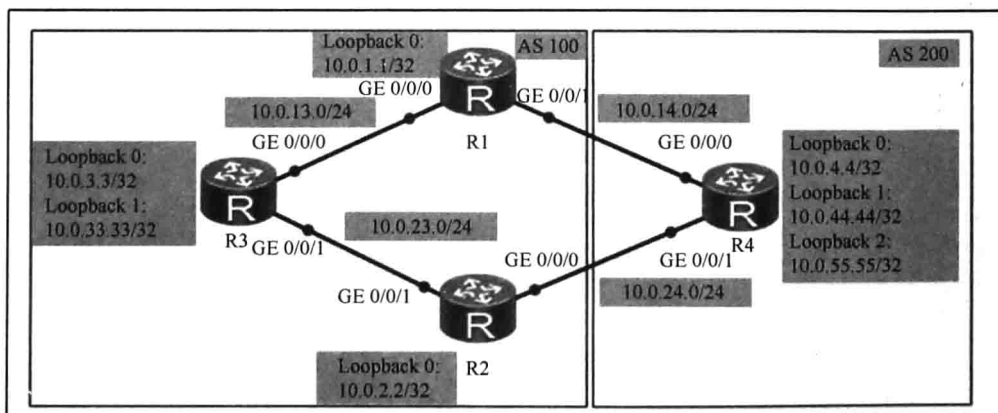 Loopback 0:
10.0.1.1/32
AS 100
AS 200
GE 0/0/0
GE 0/0/1
10.0.13.0/24
10.0.14.0/24
R
R1
GE 0/0/0
GE 0/0/0
Loopback 0:
10.0.3.3/32
Loopback 1:
10.0.33.33/32
R
R3
Loopback 0:
10.0.4.4/32
Loopback 1:
10.0.44.44/32
Loopback 2:
10.0.55.55/32
R
R4
10.0.23.0/24
GE 0/0/1
GE 0/0/0
GE 0/0/1
GE 0/0/1
10.0.24.0/24
R
R2
Loopback 0:
10.0.2.2/32